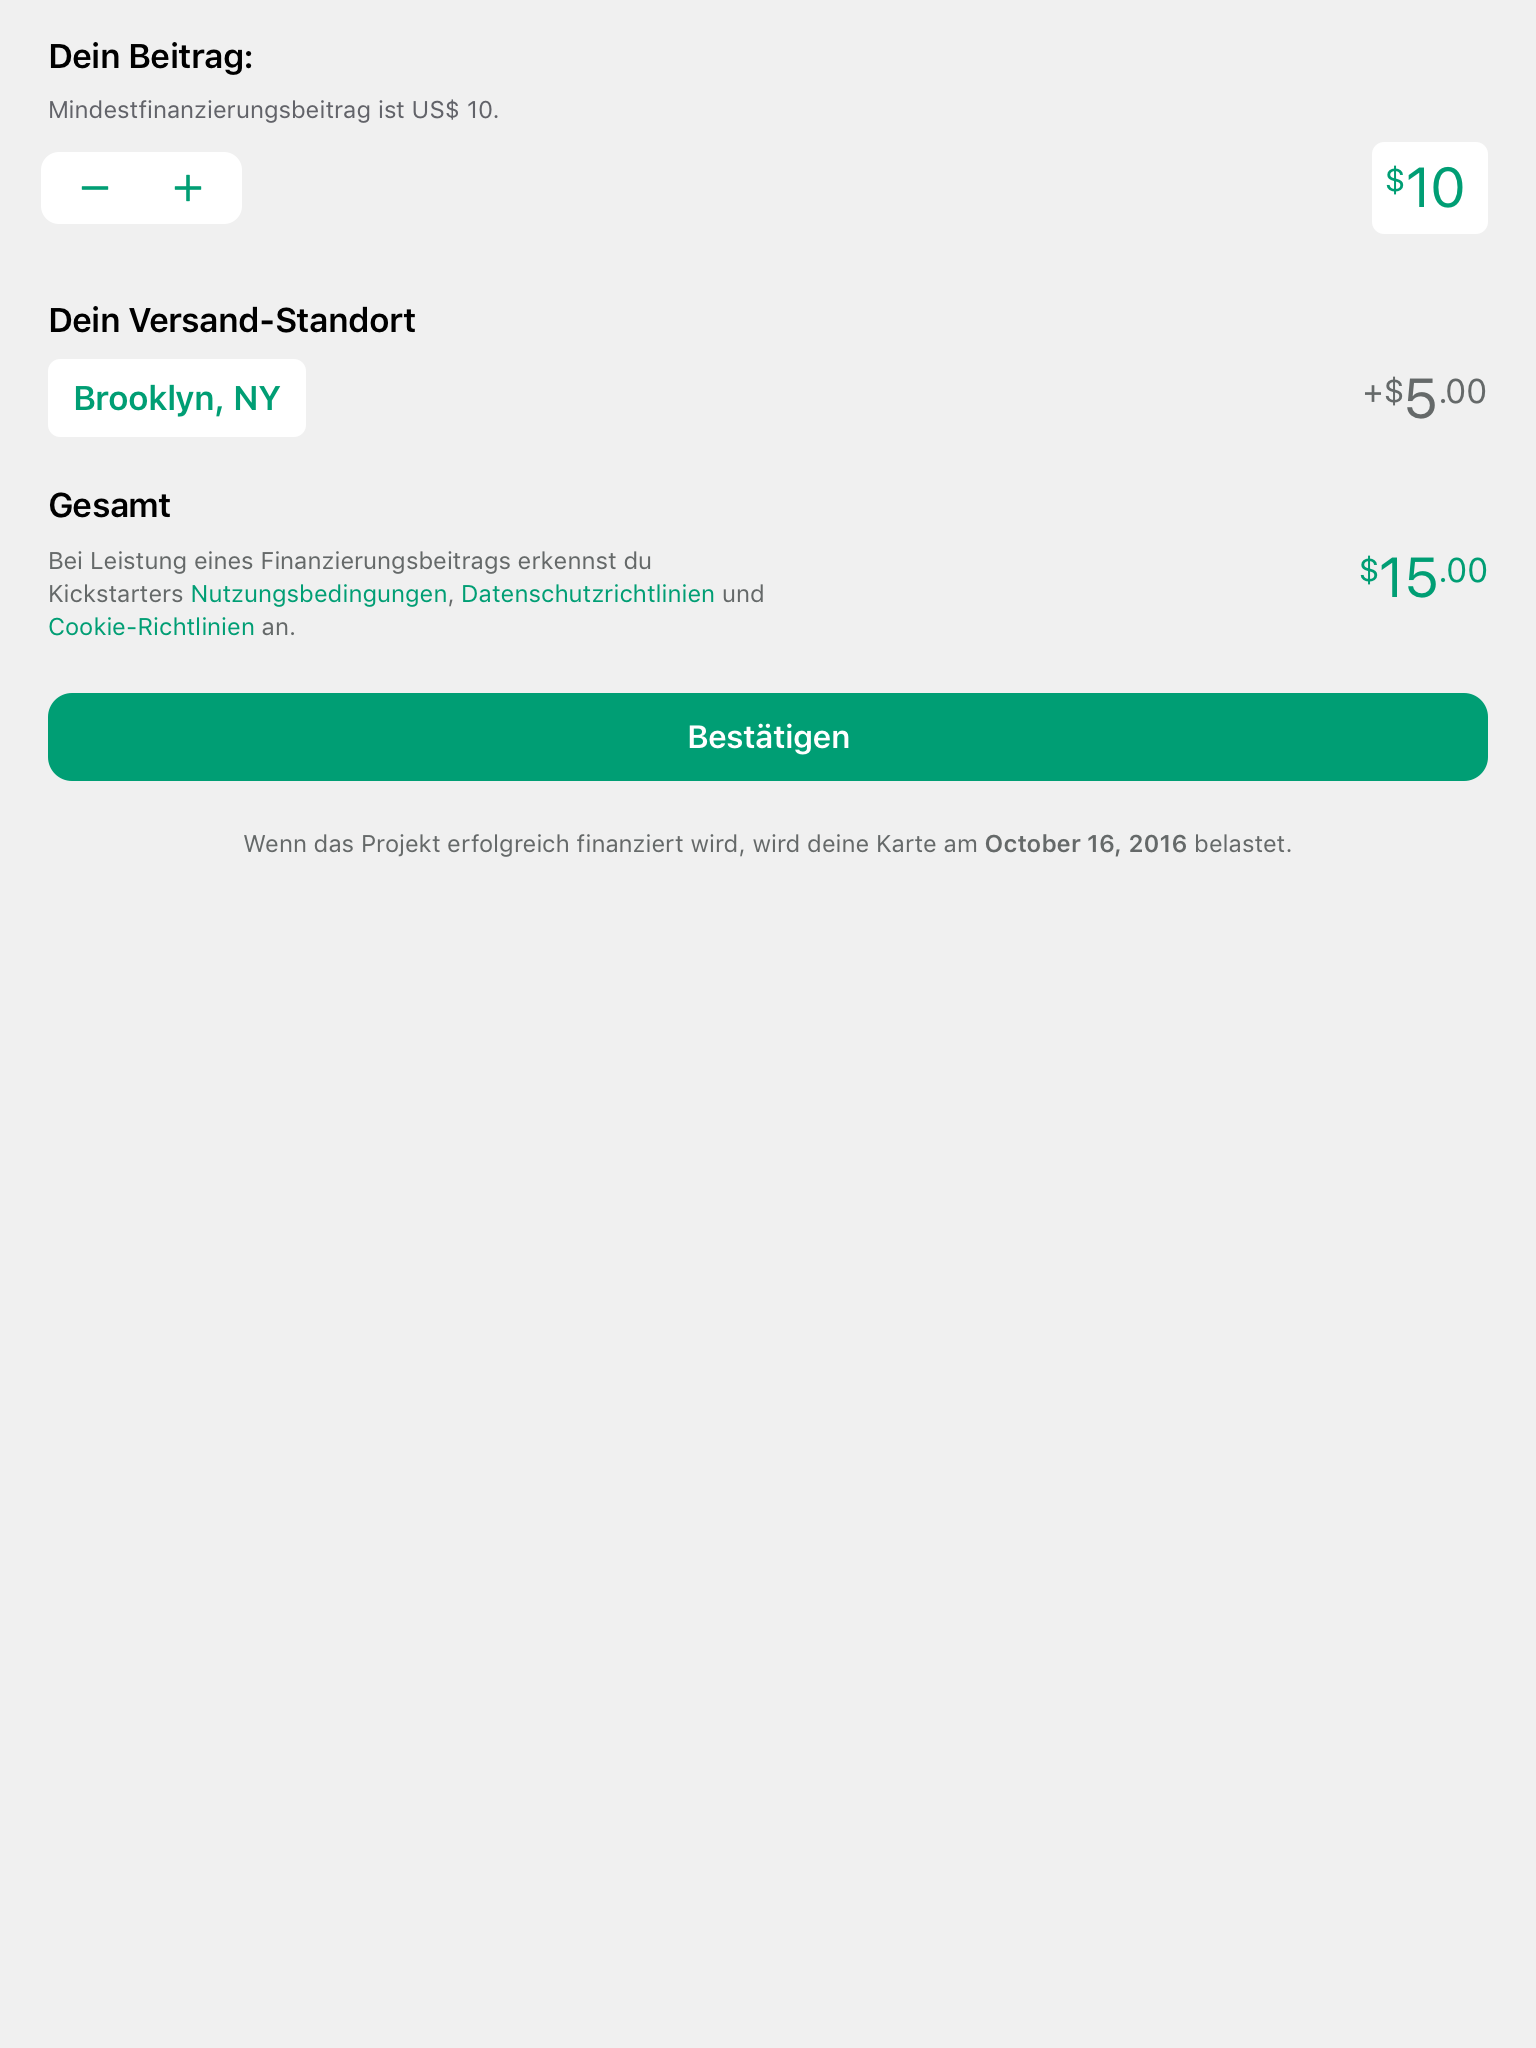 Dein Beitrag:
Mindestfinanzierungsbeitrag ist US$ 10.
− +
$10
Dein Versand-Standort
Brooklyn, NY
+$5.00
Gesamt
Bei Leistung eines Finanzierungsbeitrags erkennst du
Kickstarters Nutzungsbedingungen, Datenschutzrichtlinien und
Cookie-Richtlinien an.
$15.00
Bestätigen
Wenn das Projekt erfolgreich finanziert wird, wird deine Karte am October 16, 2016 belastet.